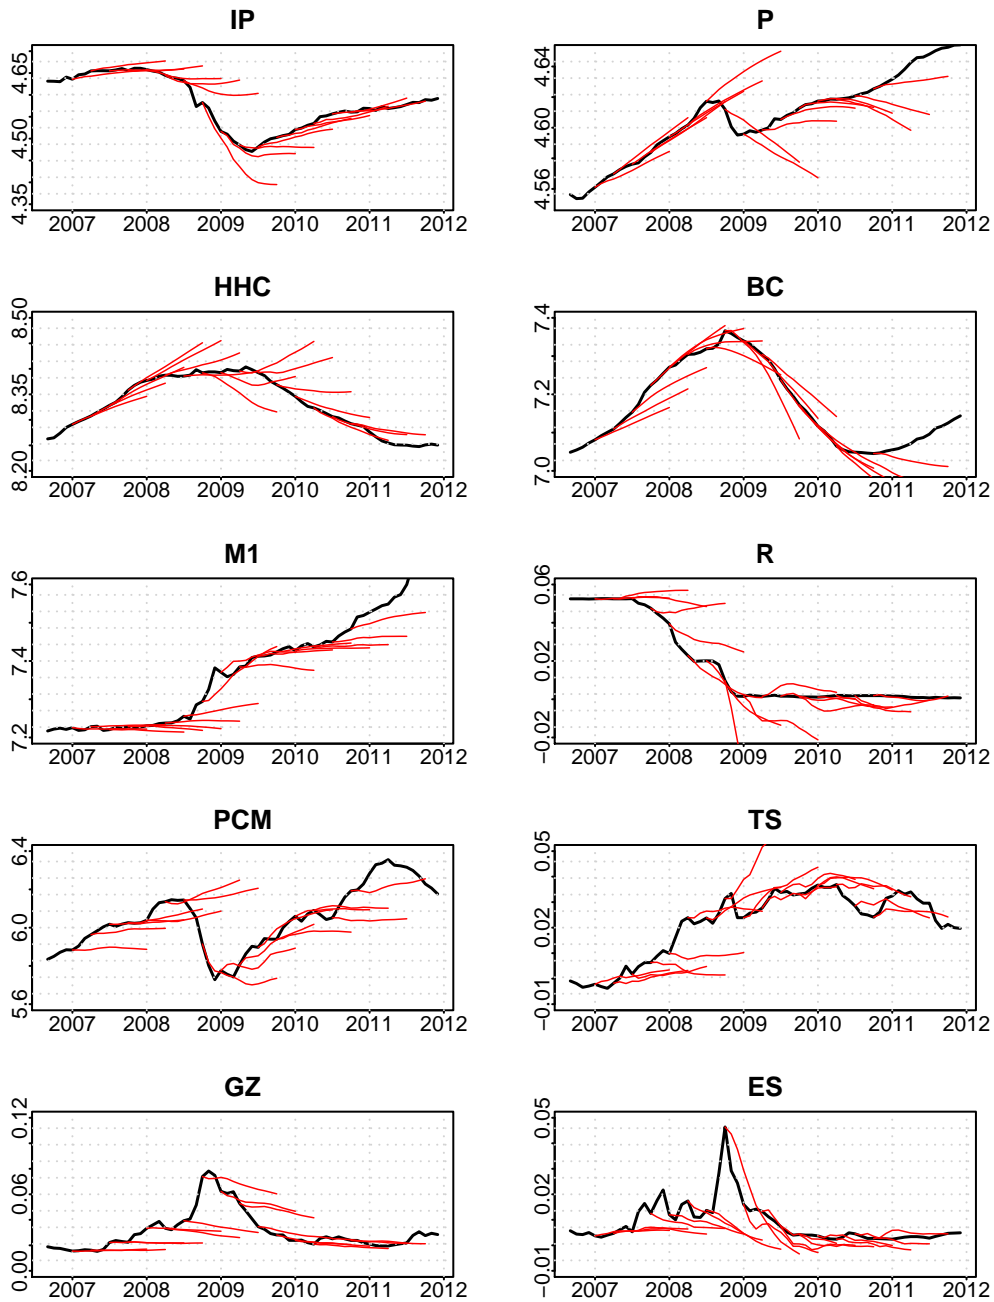 IP P
4.35 4.50 4.65 4.56 4.60 4.64
2007 2008 2009 2010 2011 2012 2007 2008 2009 2010 2011 2012
HHC BC
8.20 8.35 8.50 7.0 7.2 7.4
2007 2008 2009 2010 2011 2012 2007 2008 2009 2010 2011 2012
M1 R
7.2 7.4 7.6 −0.02 0.02 0.06
2007 2008 2009 2010 2011 2012 2007 2008 2009 2010 2011 2012
PCM TS
5.6 6.0 6.4 −0.01 0.02 0.05
2007 2008 2009 2010 2011 2012 2007 2008 2009 2010 2011 2012
GZ ES
0.00 0.06 0.12 −0.01 0.02 0.05
2007 2008 2009 2010 2011 2012 2007 2008 2009 2010 2011 2012